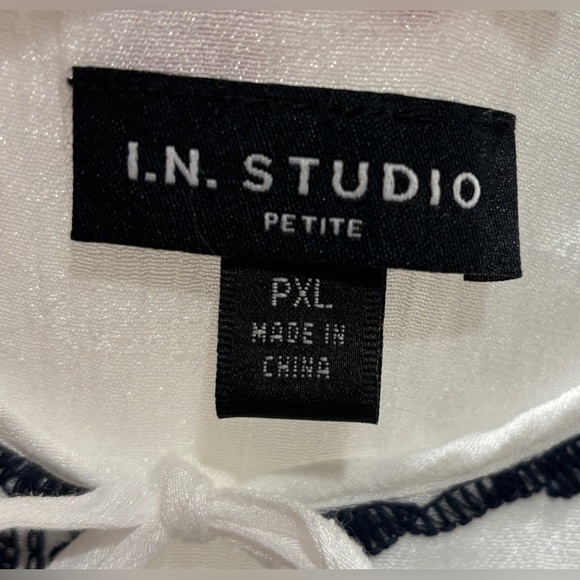 I.N. STUDIO
PETITE
PXL
MADE IN
CHINA